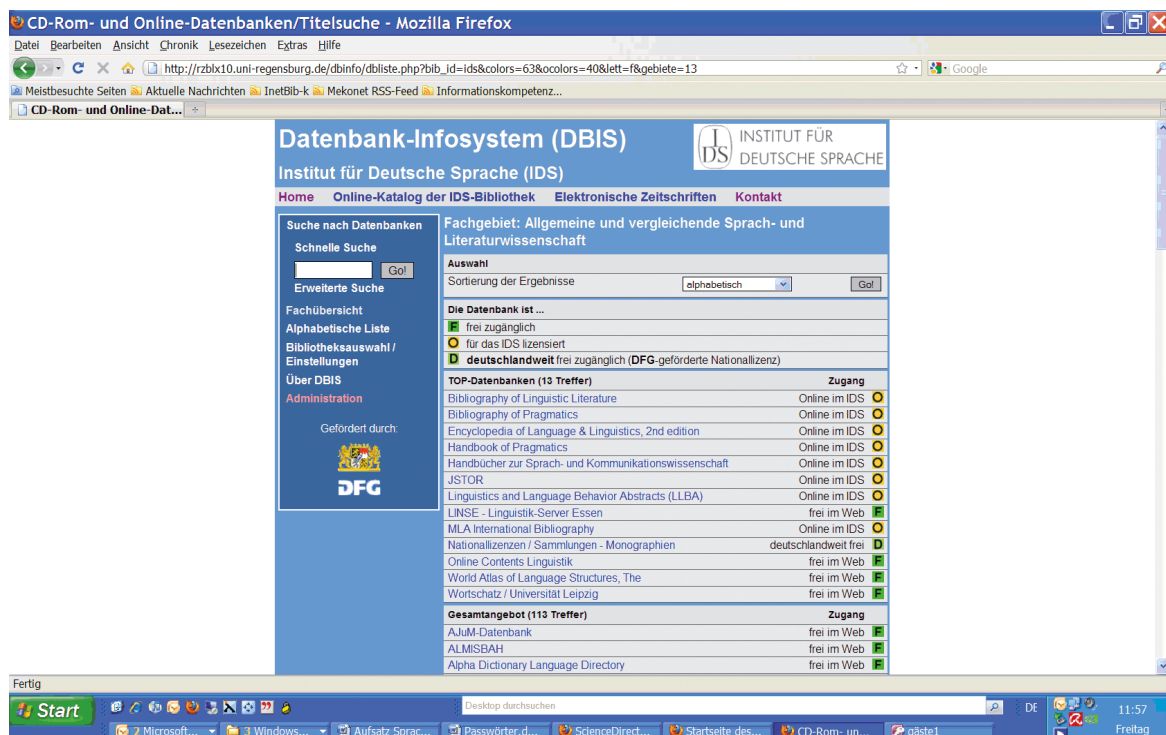 CD-Rom- und Online-Datenbanken/Titelsuche - Mozilla Firefox
Datei Bearbeiten Ansicht Chronik Lesezeichen Extras Hilfe
http://rzblx10.uni-regensburg.de/dbinfo/dbliste.php?bib_id=ids&colors=63&ocolors=40&lett=f&gebiete=13
Google
Meistbesuchte Seiten Aktuelle Nachrichten InetBib-k Mekonet RSS-Feed Informationskompetenz...
CD-Rom- und Online-Dat...
Datenbank-Infosystem (DBIS)
Institut für Deutsche Sprache (IDS)
IDS INSTITUT FÜR
DEUTSCHE SPRACHE
Home Online-Katalog der IDS-Bibliothek Elektronische Zeitschriften Kontakt
Suche nach Datenbanken
Schnelle Suche
Go!
Erweiterte Suche
Fachübersicht
Alphabetische Liste
Bibliotheksauswahl /
Einstellungen
Über DBIS
Administration
Gefördert durch:
DFG
Fachgebiet: Allgemeine und vergleichende Sprach- und
Literaturwissenschaft
Auswahl
Sortierung der Ergebnisse alphabetisch Go!
Die Datenbank ist ...
F frei zugänglich
O für das IDS lizensiert
D deutschlandweit frei zugänglich (DFG-geförderte Nationallizenz)
TOP-Datenbanken (13 Treffer) Zugang
Bibliography of Linguistic Literature Online im IDS O
Bibliography of Pragmatics Online im IDS O
Encyclopedia of Language & Linguistics, 2nd edition Online im IDS O
Handbook of Pragmatics Online im IDS O
Handbücher zur Sprach- und Kommunikationswissenschaft Online im IDS O
JSTOR Online im IDS O
Linguistics and Language Behavior Abstracts (LLBA) Online im IDS O
LINSE - Linguistik-Server Essen frei im Web F
MLA International Bibliography Online im IDS O
Nationallizenzen / Sammlungen - Monographien deutschlandweit frei D
Online Contents Linguistik frei im Web F
World Atlas of Language Structures, The frei im Web F
Wortschatz / Universität Leipzig frei im Web F
Gesamtangebot (113 Treffer) Zugang
AJuM-Datenbank frei im Web F
ALMISBAH frei im Web F
Alpha Dictionary Language Directory frei im Web F
Fertig
Start Desktop durchsuchen DE 11:57
2 Microsoft... 3 Windows... Aufsatz Sprac... Passwörter.d... ScienceDirect... Startseite des... CD-Rom- un... gäste1 Freitag